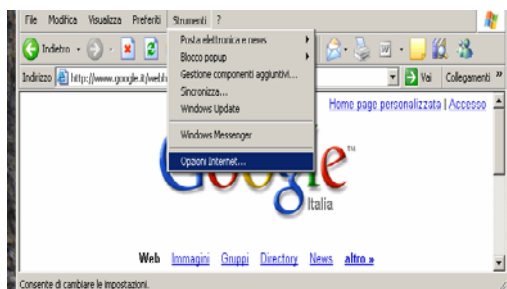 File Modifica Visualizza Preferiti Strumenti ?
Indietro
Posta elettronica e news
Blocco popup
Gestione componenti aggiuntivi...
Sincronizza...
Windows Update
Windows Messenger
Opzioni Internet...
Indirizzo http://www.google.it/webh
Vai Collegamenti »
Home page personalizzata | Accesso
Google™
Italia
Web Immagini Gruppi Directory News altro »
Consente di cambiare le impostazioni.